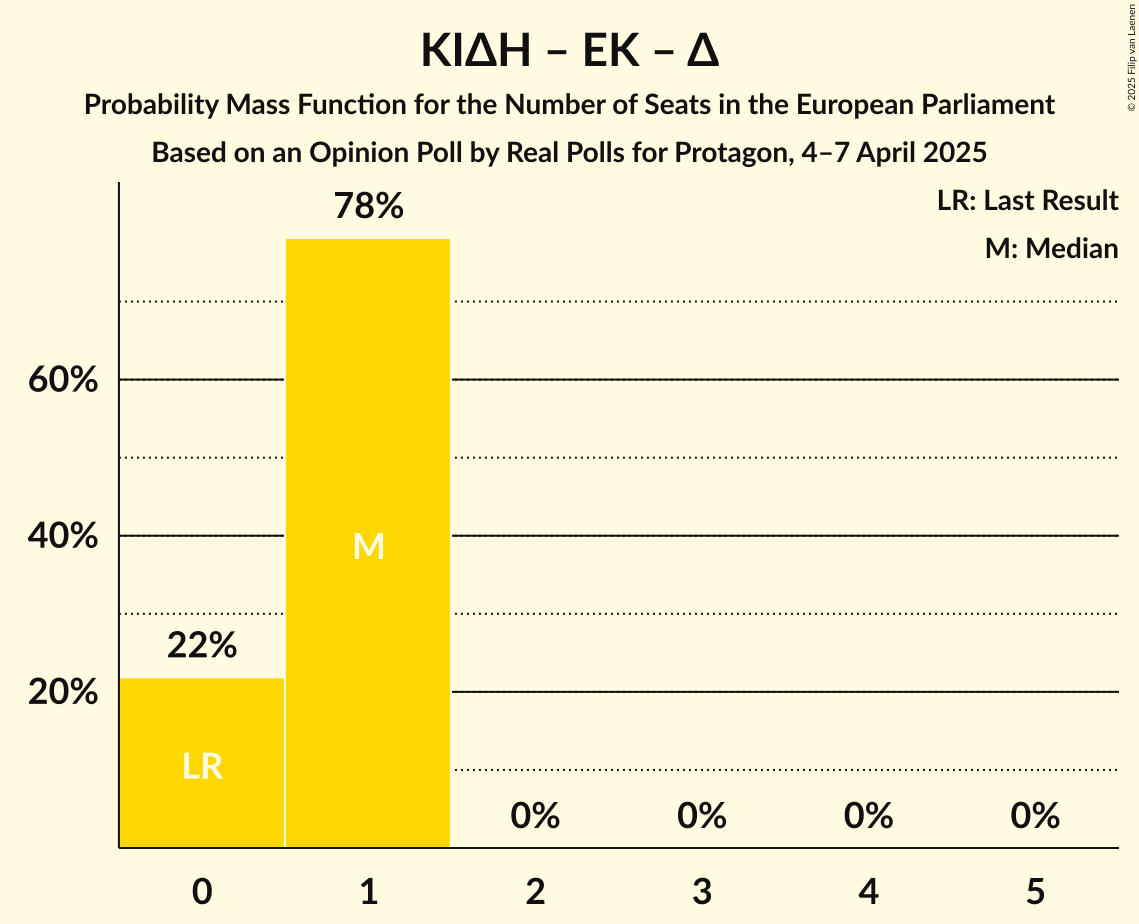 ΚΙΔΗ – ΕΚ – Δ
Probability Mass Function for the Number of Seats in the European Parliament
Based on an Opinion Poll by Real Polls for Protagon, 4–7 April 2025
© 2025 Filip van Laenen
LR: Last Result
M: Median
78%
60%
40%
M
22%
20%
LR
0% 0% 0% 0%
0 1 2 3 4 5